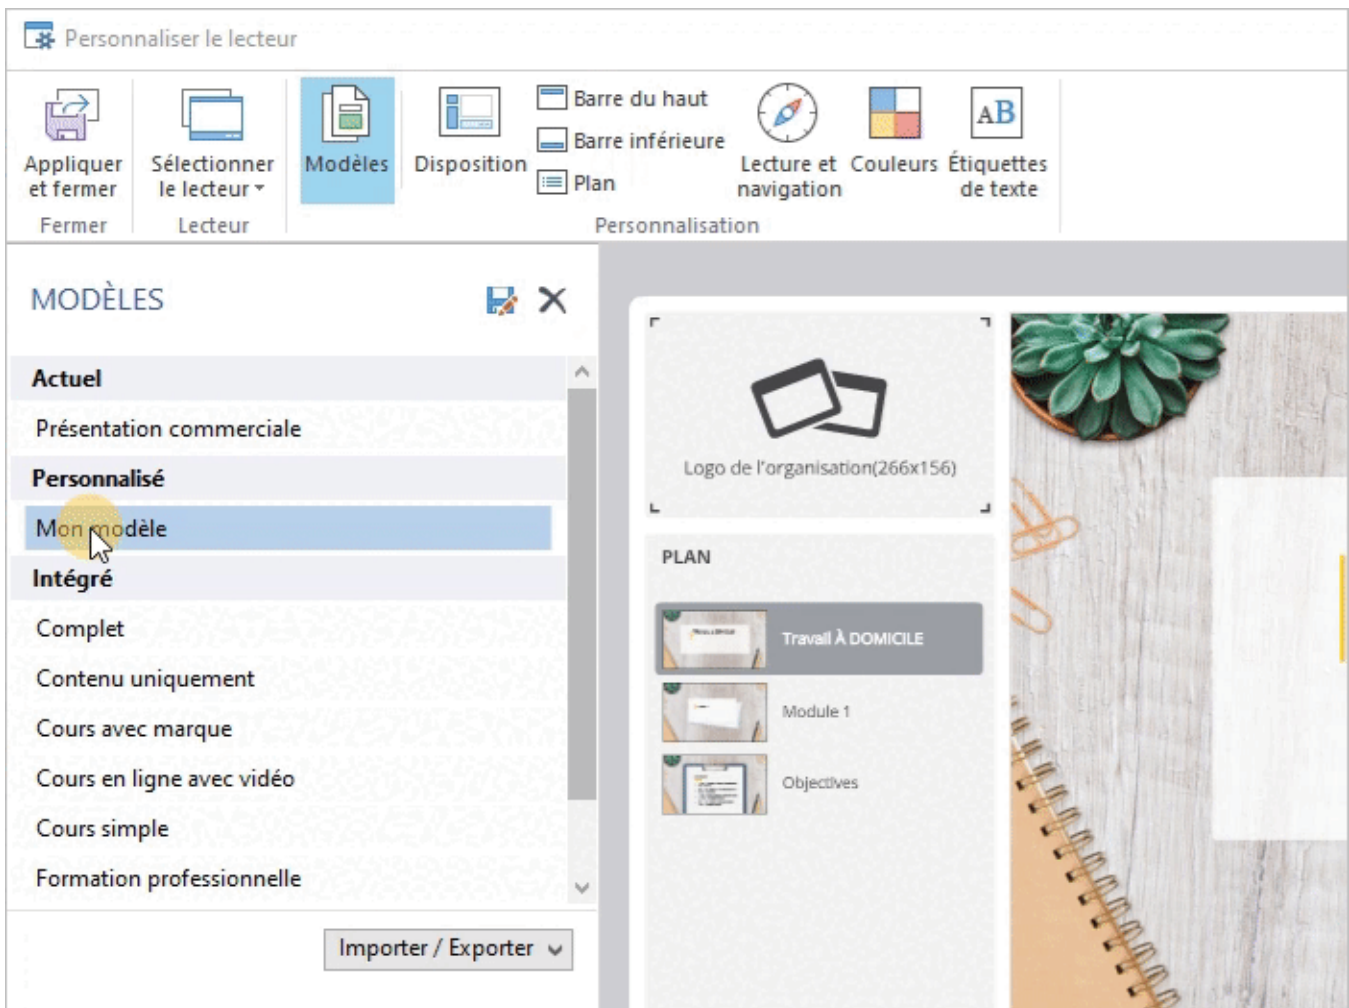 Personnaliser le lecteur
Appliquer
et fermer
Sélectionner
le lecteur
Modèles
Disposition
Barre du haut
Barre inférieure
Plan
Lecture et
navigation
Couleurs
AB
Étiquettes
de texte
Fermer
Lecteur
Personnalisation
MODÈLES
Actuel
Présentation commerciale
Personnalisé
Mon modèle
Intégré
Complet
Contenu uniquement
Cours avec marque
Cours en ligne avec vidéo
Cours simple
Formation professionnelle
Importer / Exporter
Logo de l'organisation(266x156)
PLAN
Travail À DOMICILE
Module 1
Objectives